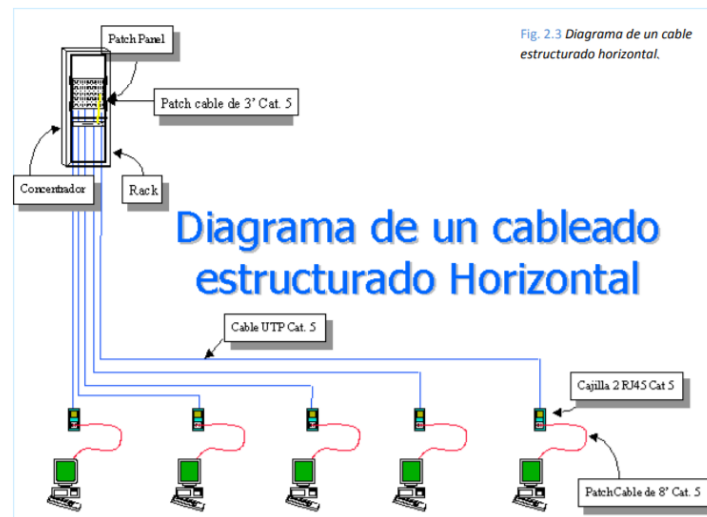 Fig. 2.3 Diagrama de un cable
estructurado horizontal.
Patch Panel
Patch cable de 3' Cat. 5
Concentrador
Rack
Diagrama de un cableado
estructurado Horizontal
Cable UTP Cat. 5
Cajilla 2 RJ45 Cat 5
PatchCable de 8' Cat. 5